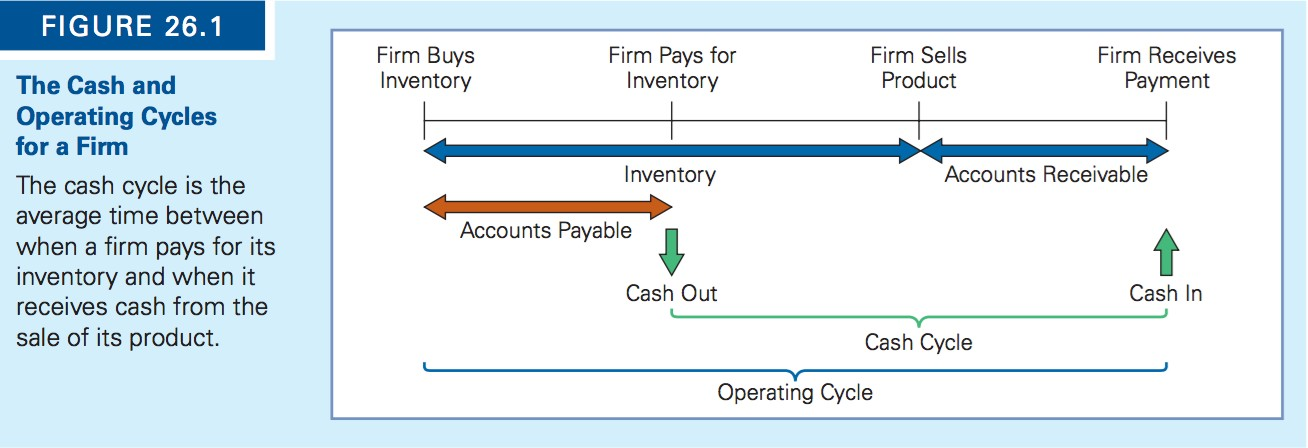 FIGURE 26.1
The Cash and
Operating Cycles
for a Firm
The cash cycle is the
average time between
when a firm pays for its
inventory and when it
receives cash from the
sale of its product.
Firm Buys
Inventory
Firm Pays for
Inventory
Firm Sells
Product
Firm Receives
Payment
Inventory
Accounts Receivable
Accounts Payable
Cash Out
Cash In
Cash Cycle
Operating Cycle